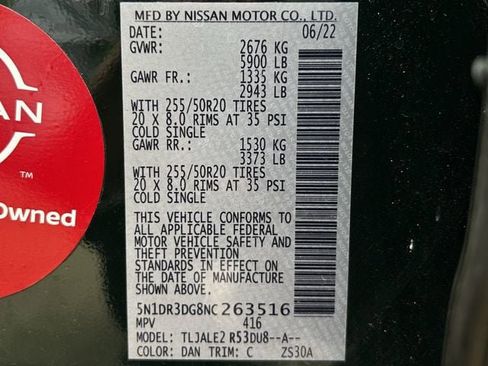 MFD BY NISSAN MOTOR CO., LTD.
DATE: 06/22
GVWR: 2676 KG
5900 LB
GAWR FR.: 1335 KG
2943 LB
WITH 255/50R20 TIRES
20 X 8.0 RIMS AT 35 PSI
COLD SINGLE
GAWR RR.: 1530 KG
3373 LB
WITH 255/50R20 TIRES
20 X 8.0 RIMS AT 35 PSI
COLD SINGLE
THIS VEHICLE CONFORMS TO
ALL APPLICABLE FEDERAL
MOTOR VEHICLE SAFETY AND
THEFT PREVENTION
STANDARDS IN EFFECT ON
THE DATE OF MANUFACTURE
SHOWN ABOVE.
5N1DR3DG8NC263516
MPV 416
MODEL: TLJALE2 R53DU8--A--
COLOR: DAN TRIM: C ZS30A
SAN
TM
Owned